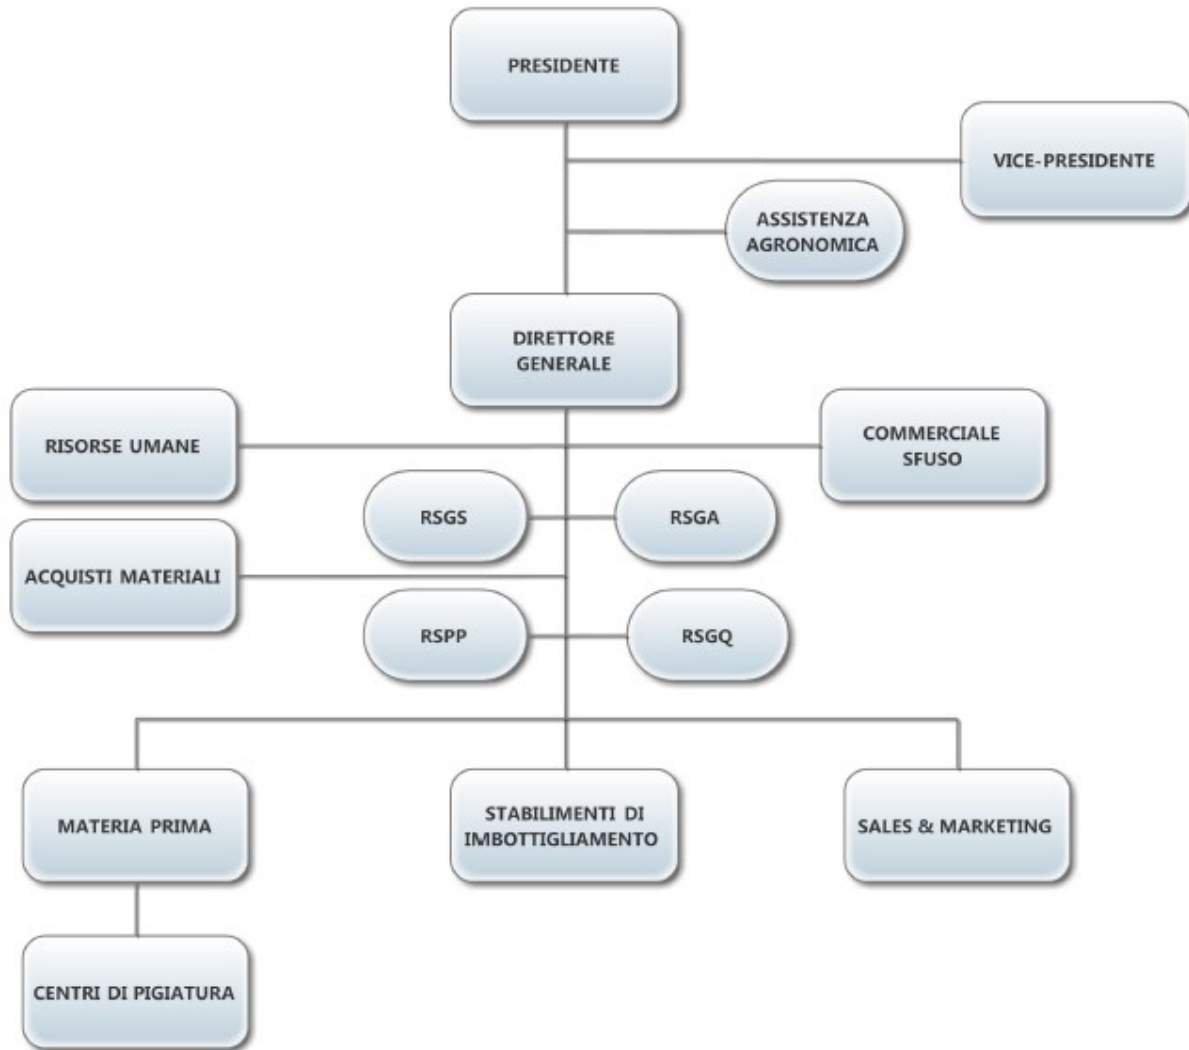 PRESIDENTE
VICE-PRESIDENTE
ASSISTENZA
AGRONOMICA
DIRETTORE
GENERALE
RISORSE UMANE
COMMERCIALE
SFUSO
RSGS
RSGA
ACQUISTI MATERIALI
RSPP
RSGQ
MATERIA PRIMA
STABILIMENTI DI
IMBOTTIGLIAMENTO
SALES & MARKETING
CENTRI DI PIGIATURA